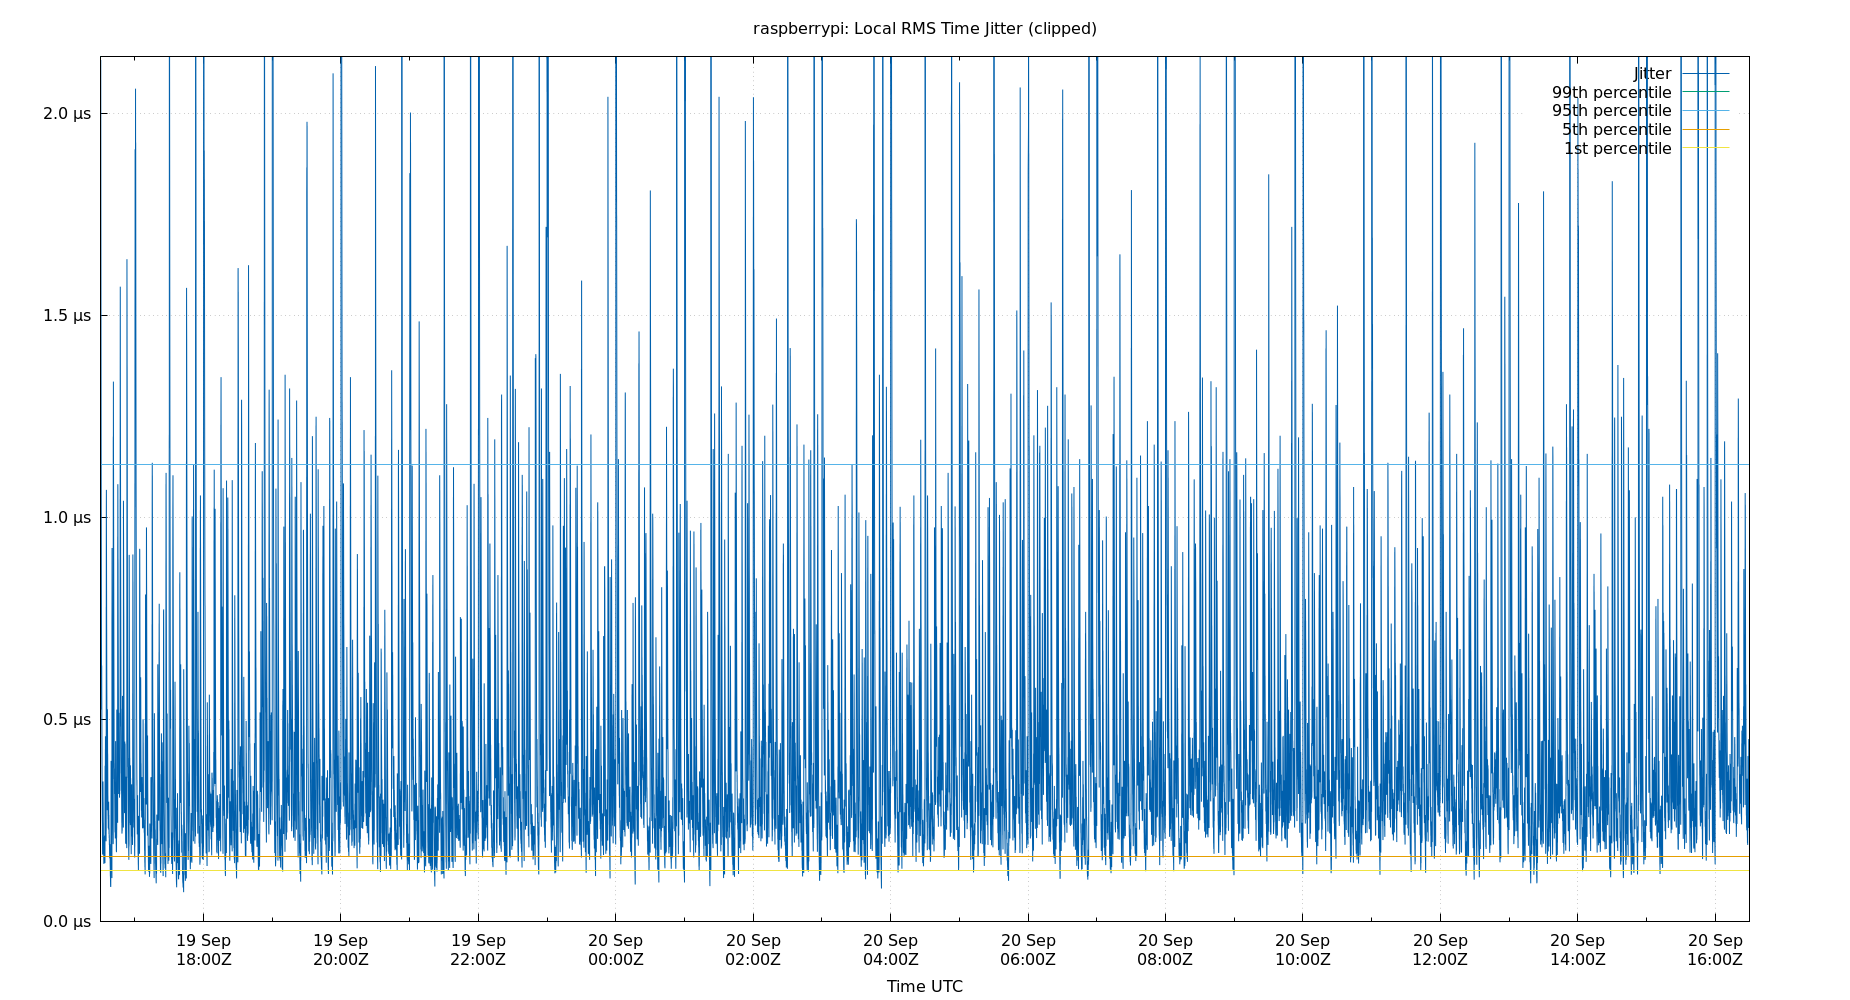 raspberrypi: Local RMS Time Jitter (clipped)
Jitter
99th percentile
95th percentile
5th percentile
1st percentile
2.0 µs
1.5 µs
1.0 µs
0.5 µs
0.0 µs
19 Sep 19 Sep 19 Sep 20 Sep 20 Sep 20 Sep 20 Sep 20 Sep 20 Sep 20 Sep 20 Sep 20 Sep
18:00Z 20:00Z 22:00Z 00:00Z 02:00Z 04:00Z 06:00Z 08:00Z 10:00Z 12:00Z 14:00Z 16:00Z
Time UTC